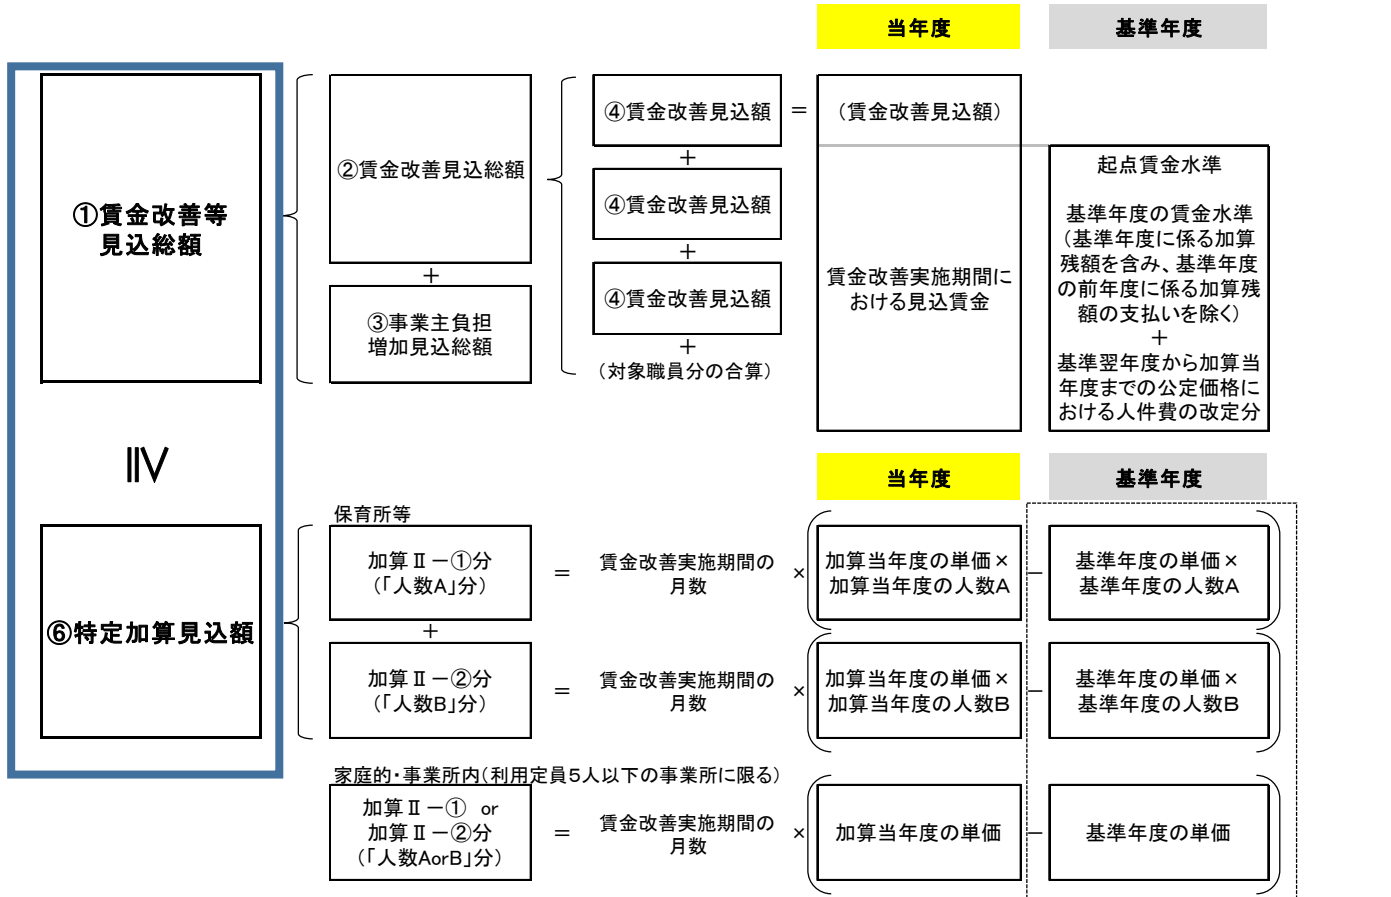 当年度
基準年度
①賃金改善等
見込総額
②賃金改善見込総額
＋
③事業主負担
増加見込総額
④賃金改善見込額
＋
④賃金改善見込額
＋
④賃金改善見込額
＋
（対象職員分の合算）
＝
（賃金改善見込額）
賃金改善実施期間に
おける見込賃金
起点賃金水準
基準年度の賃金水準
（基準年度に係る加算
残額を含み、基準年度
の前年度に係る加算残
額の支払いを除く）
＋
基準翌年度から加算当
年度までの公定価格に
おける人件費の改定分
≧
当年度
基準年度
⑥特定加算見込額
保育所等
加算Ⅱ－①分
（「人数A」分）
＝
賃金改善実施期間の
月数
×
加算当年度の単価×
加算当年度の人数A
－
基準年度の単価×
基準年度の人数A
＋
加算Ⅱ－②分
（「人数B」分）
＝
賃金改善実施期間の
月数
×
加算当年度の単価×
加算当年度の人数B
－
基準年度の単価×
基準年度の人数B
家庭的・事業所内（利用定員５人以下の事業所に限る）
加算Ⅱ－① or
加算Ⅱ－②分
（「人数AorB」分）
＝
賃金改善実施期間の
月数
×
加算当年度の単価
－
基準年度の単価